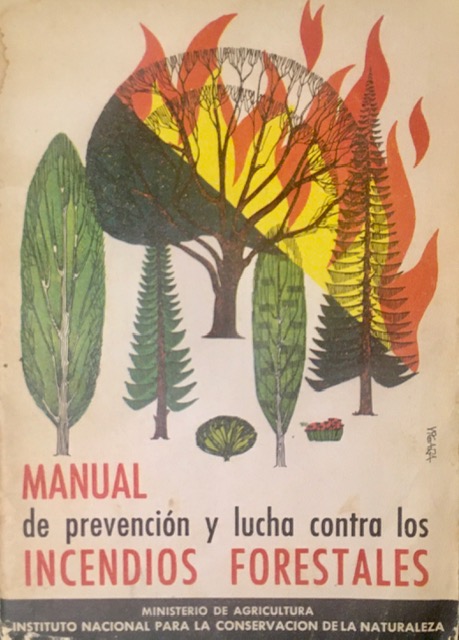 MANUAL
de prevención y lucha contra los
INCENDIOS FORESTALES
MINISTERIO DE AGRICULTURA
INSTITUTO NACIONAL PARA LA CONSERVACION DE LA NATURALEZA